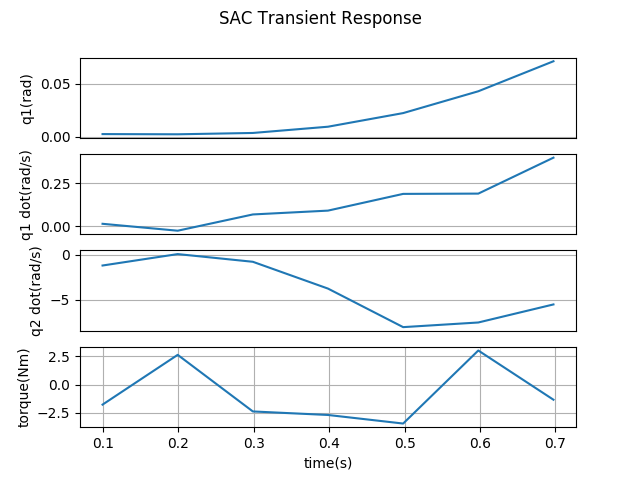 SAC Transient Response
q1(rad)
0.05
0.00
q1 dot(rad/s)
0.25
0.00
q2 dot(rad/s)
0
−5
torque(Nm)
2.5
0.0
−2.5
0.1 0.2 0.3 0.4 0.5 0.6 0.7
time(s)